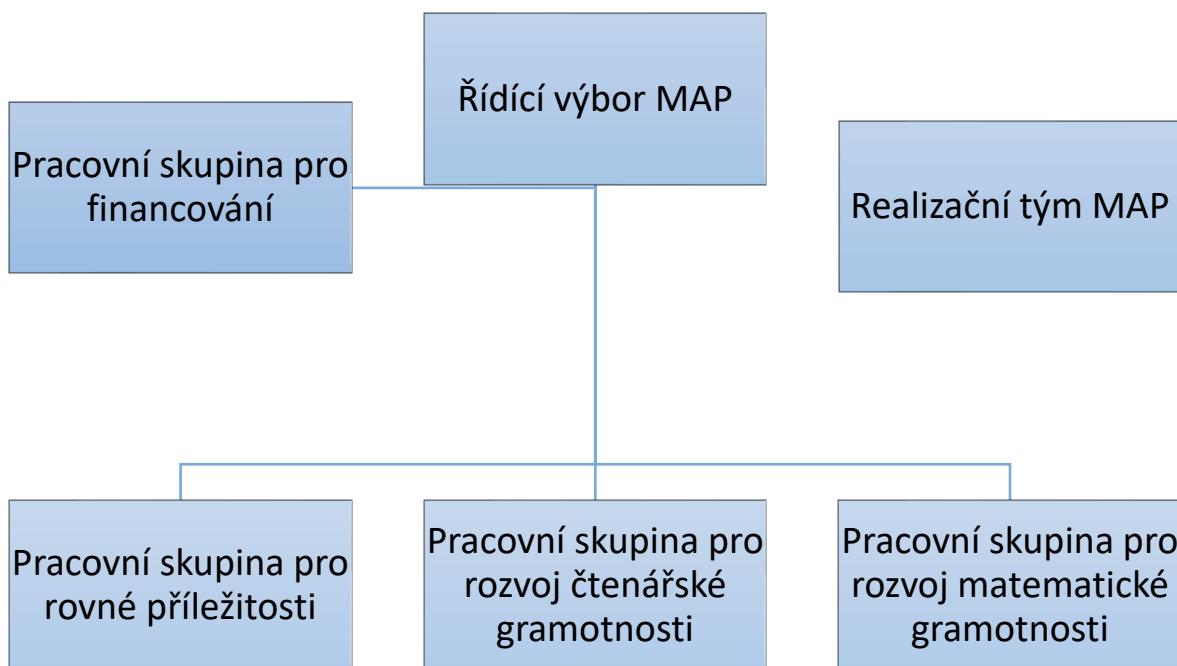 Řídící výbor MAP
Pracovní skupina pro
financování
Realizační tým MAP
Pracovní skupina pro
rovné příležitosti
Pracovní skupina pro
rozvoj čtenářské
gramotnosti
Pracovní skupina pro
rozvoj matematické
gramotnosti